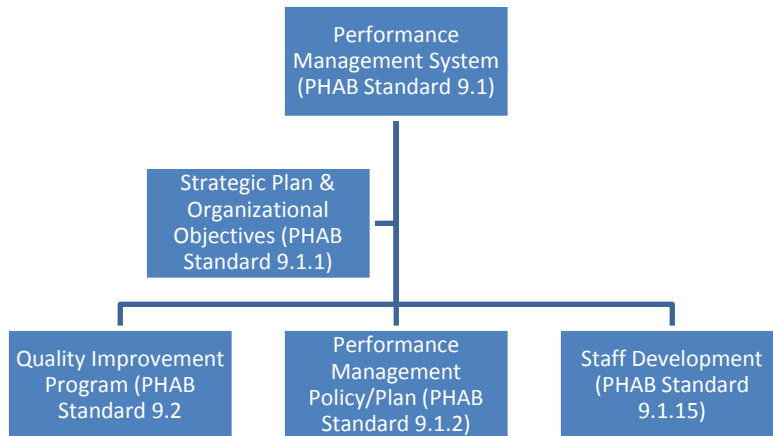 Performance
Management System
(PHAB Standard 9.1)
Strategic Plan &
Organizational
Objectives (PHAB
Standard 9.1.1)
Quality Improvement
Program (PHAB
Standard 9.2
Performance
Management
Policy/Plan (PHAB
Standard 9.1.2)
Staff Development
(PHAB Standard
9.1.15)